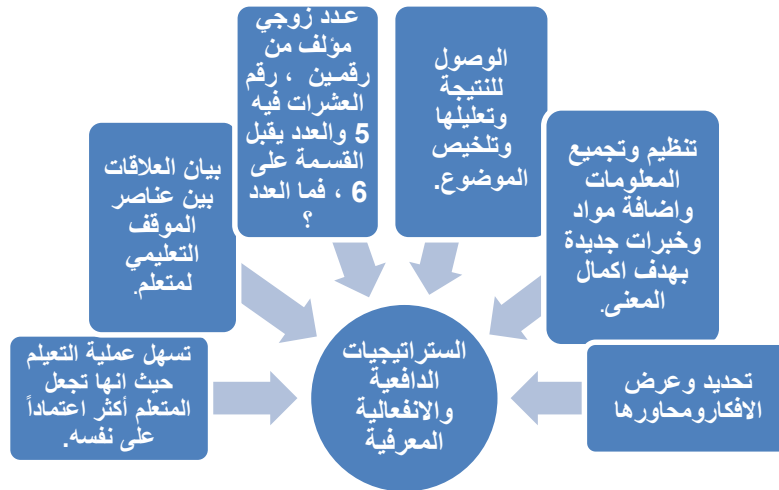 عدد زوجي
مؤلف من
رقمين ، رقم
العشرات فيه
5 والعدد يقبل
القسمة على
6 ، فما العدد
؟
الوصول
للنتيجة
وتعليلها
وتلخيص
الموضوع.
تنظيم وتجميع
المعلومات
واضافة مواد
وخبرات جديدة
بهدف اكمال
المعنى.
بيان العلاقات
بين عناصر
الموقف
التعليمي
لمتعلم.
تسهل عملية التعيلم
حيث انها تجعل
المتعلم أكثر اعتماداً
على نفسه.
الستراتيجيات
الدافعية
والانفعالية
المعرفية
تحديد وعرض
الافكارومحاورها